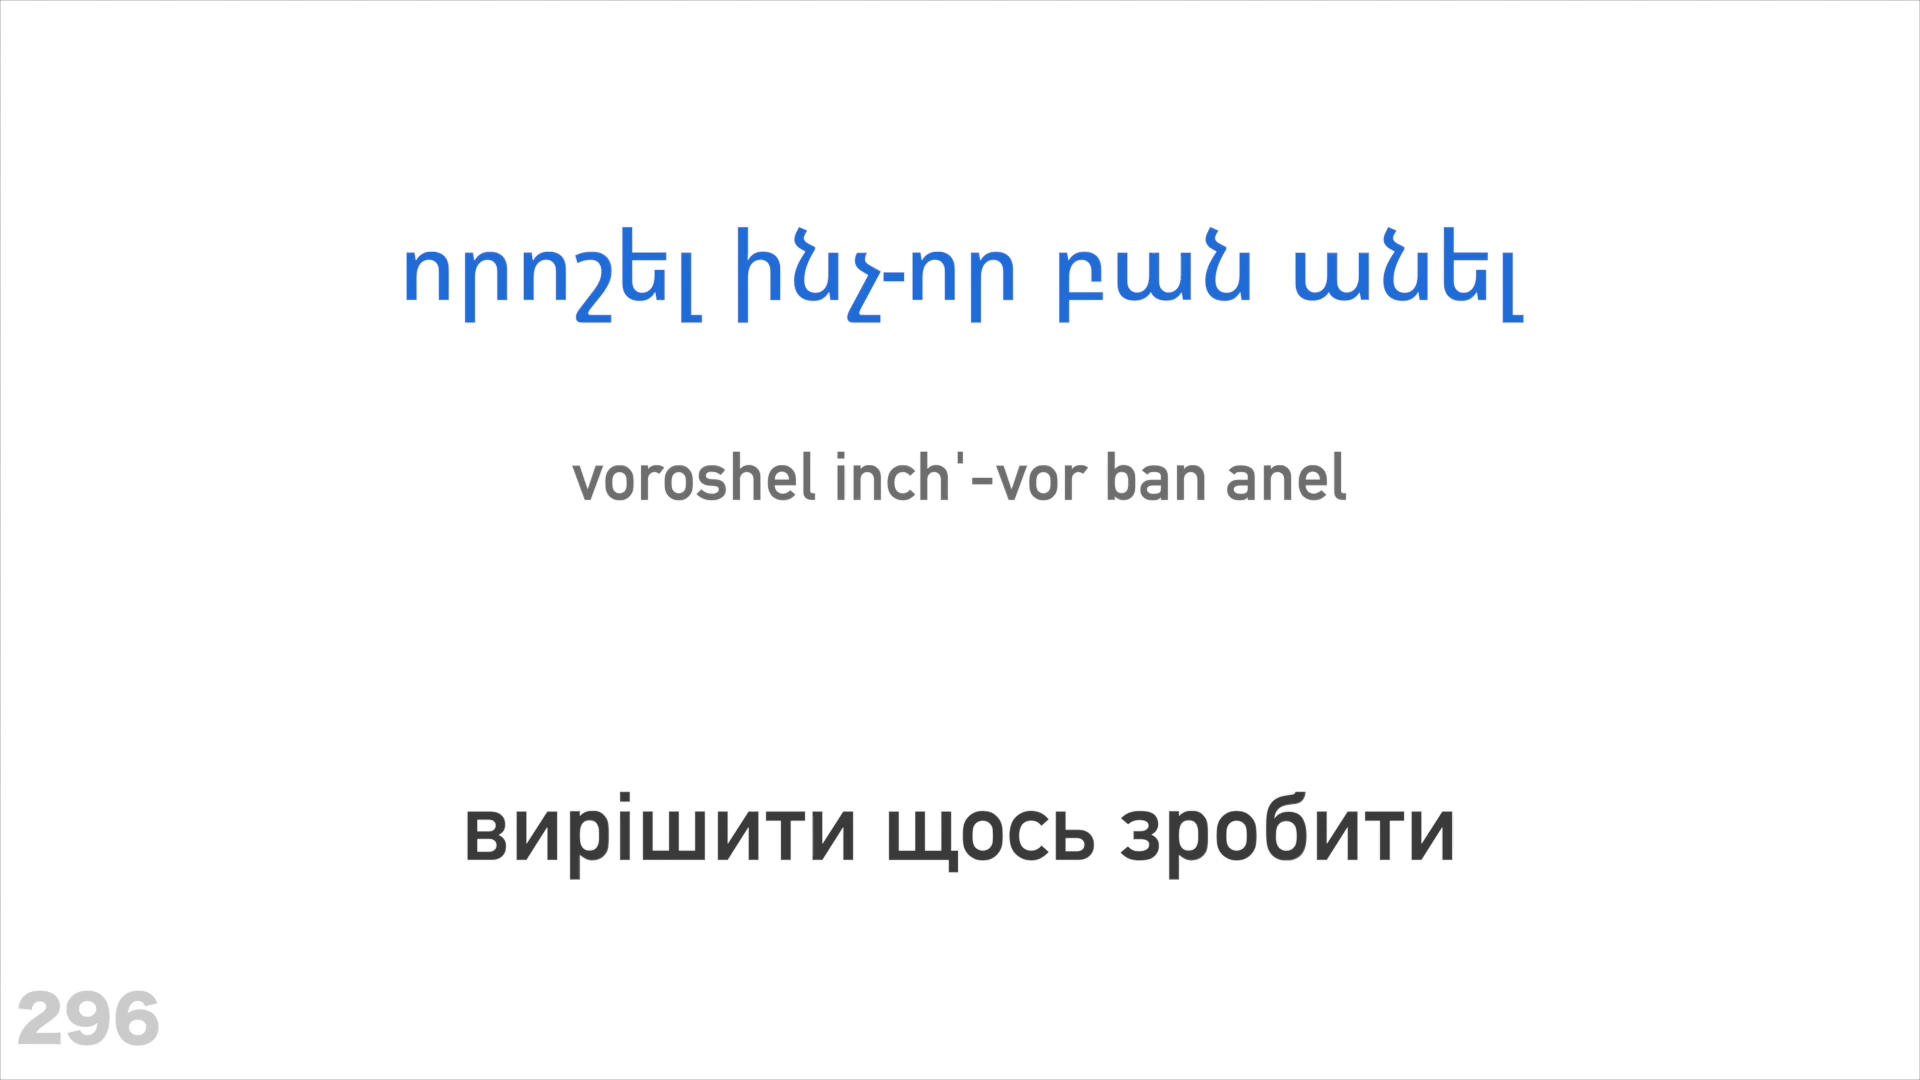 որոշել ինչ-որ բան անել
voroshel inch'-vor ban anel
вирішити щось зробити
296